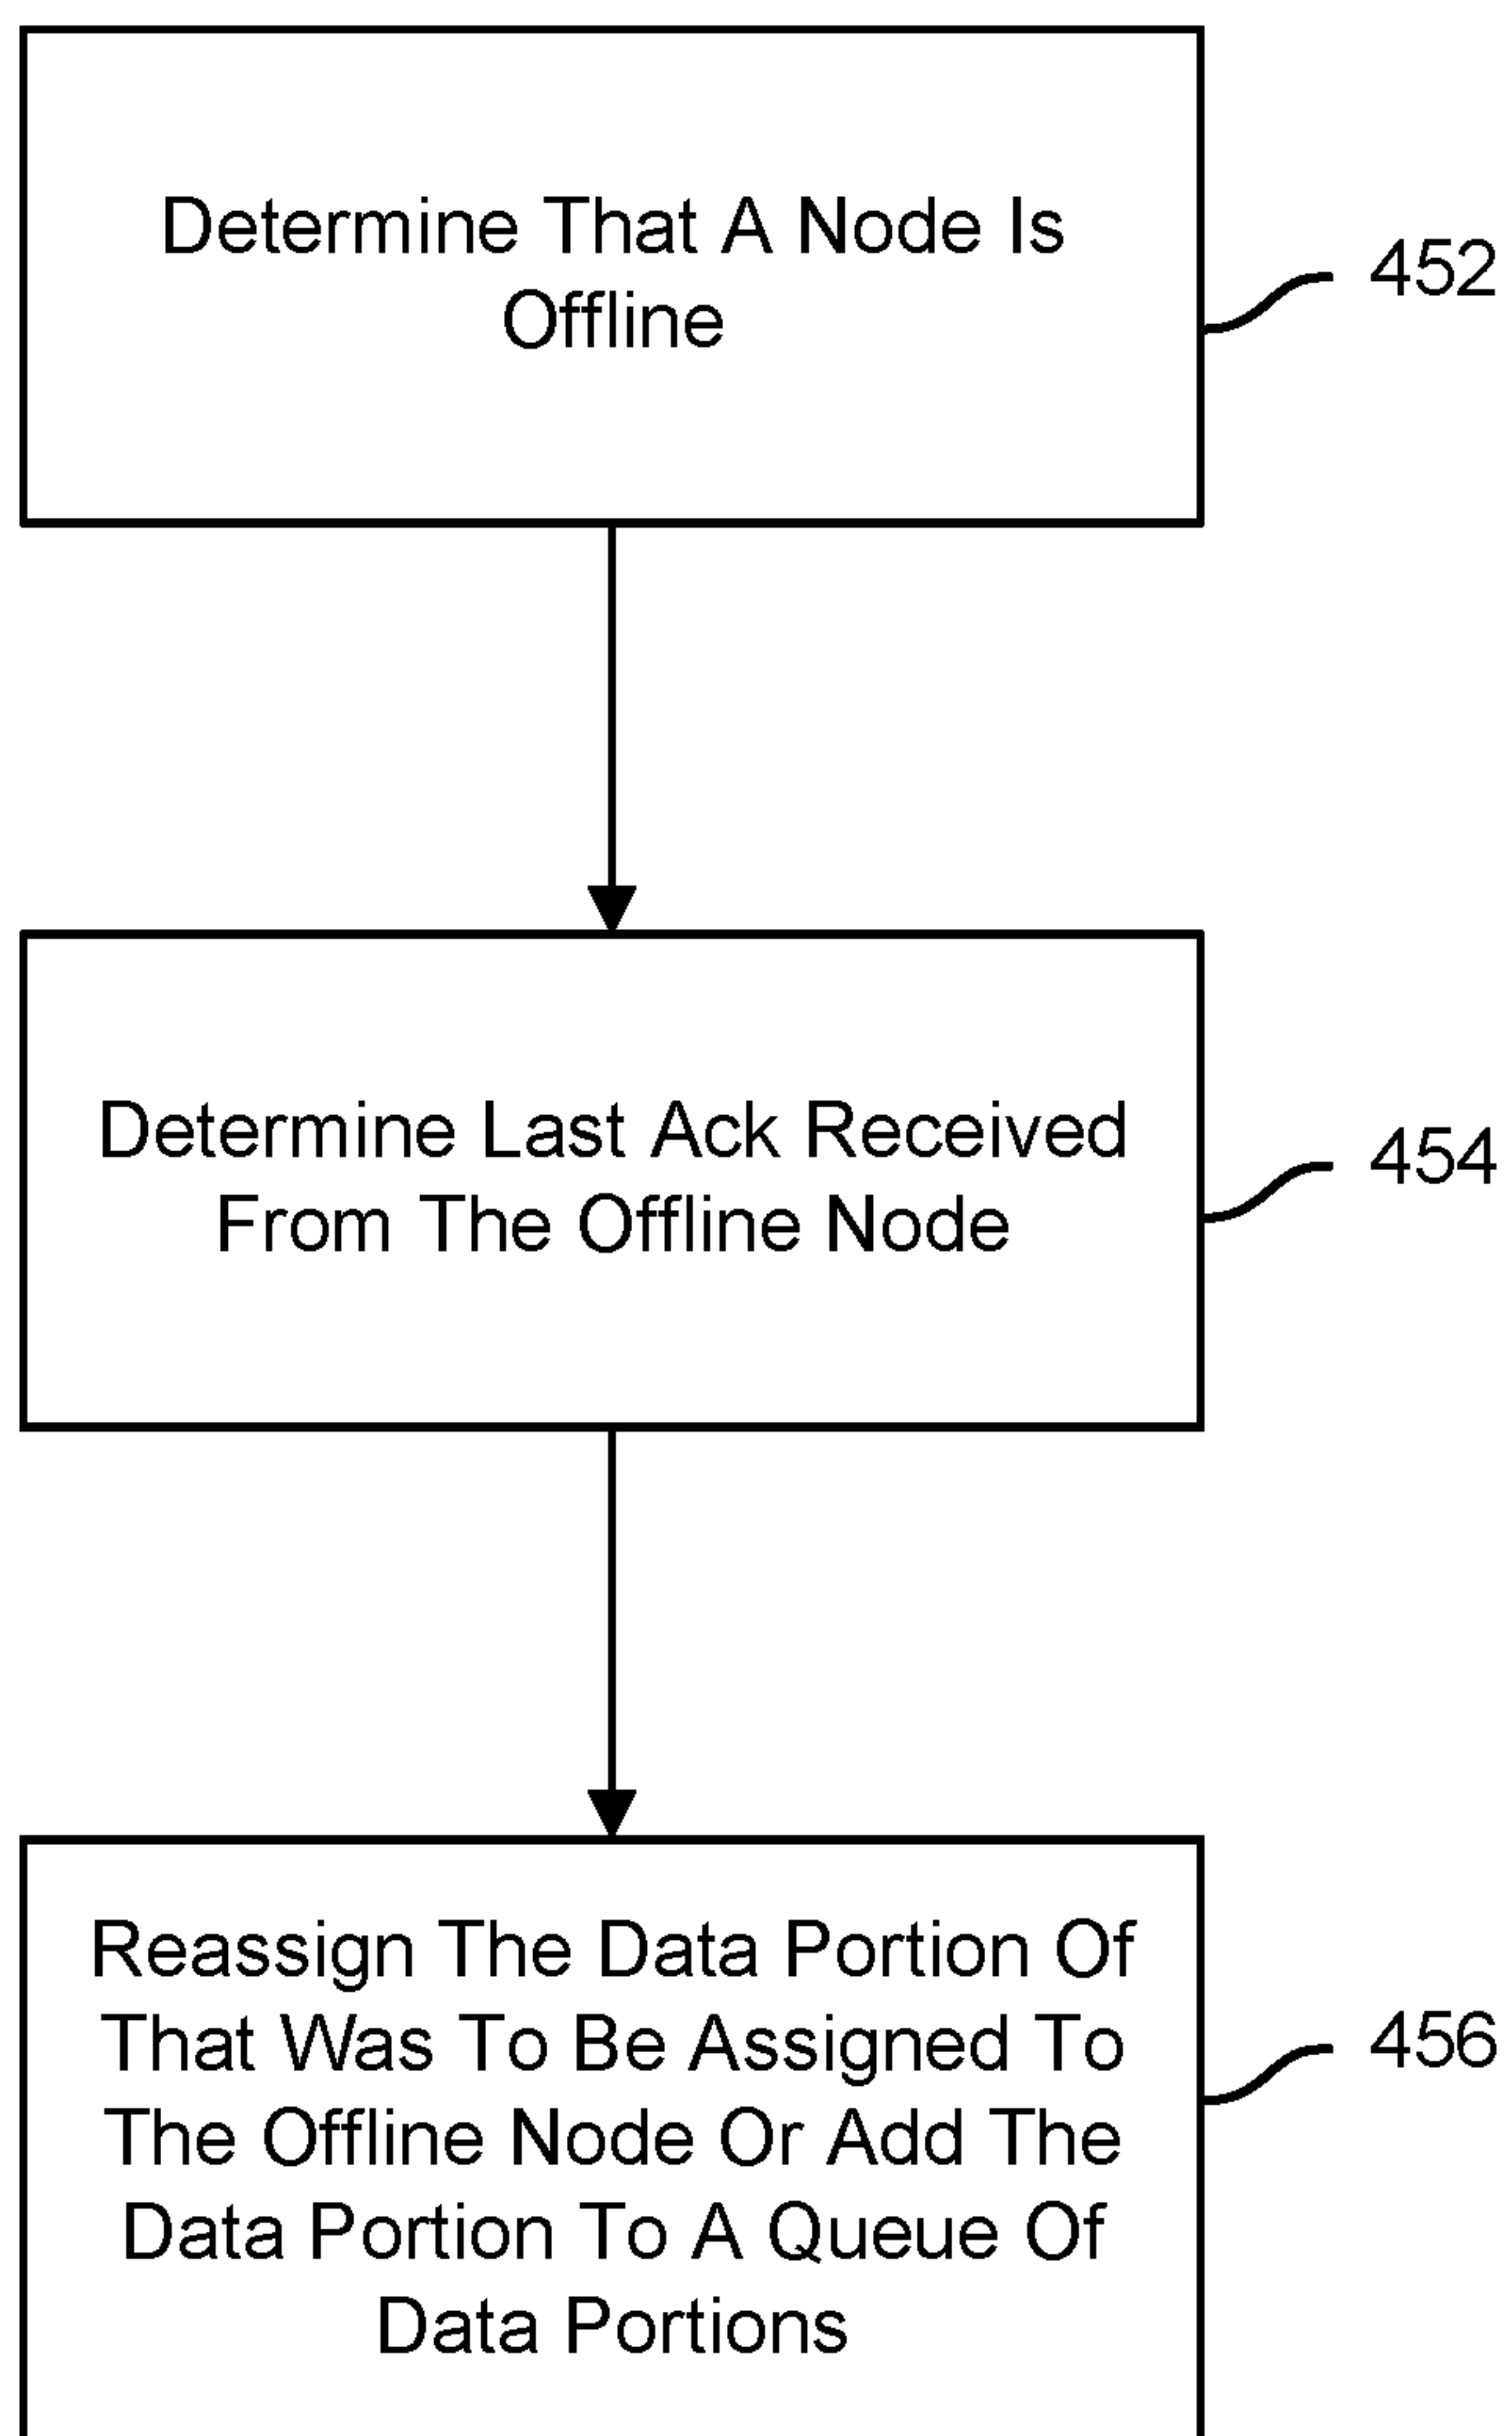 Determine That A Node Is
Offline
452
Determine Last Ack Received
From The Offline Node
454
Reassign The Data Portion Of
That Was To Be Assigned To
The Offline Node Or Add The
Data Portion To A Queue Of
Data Portions
456